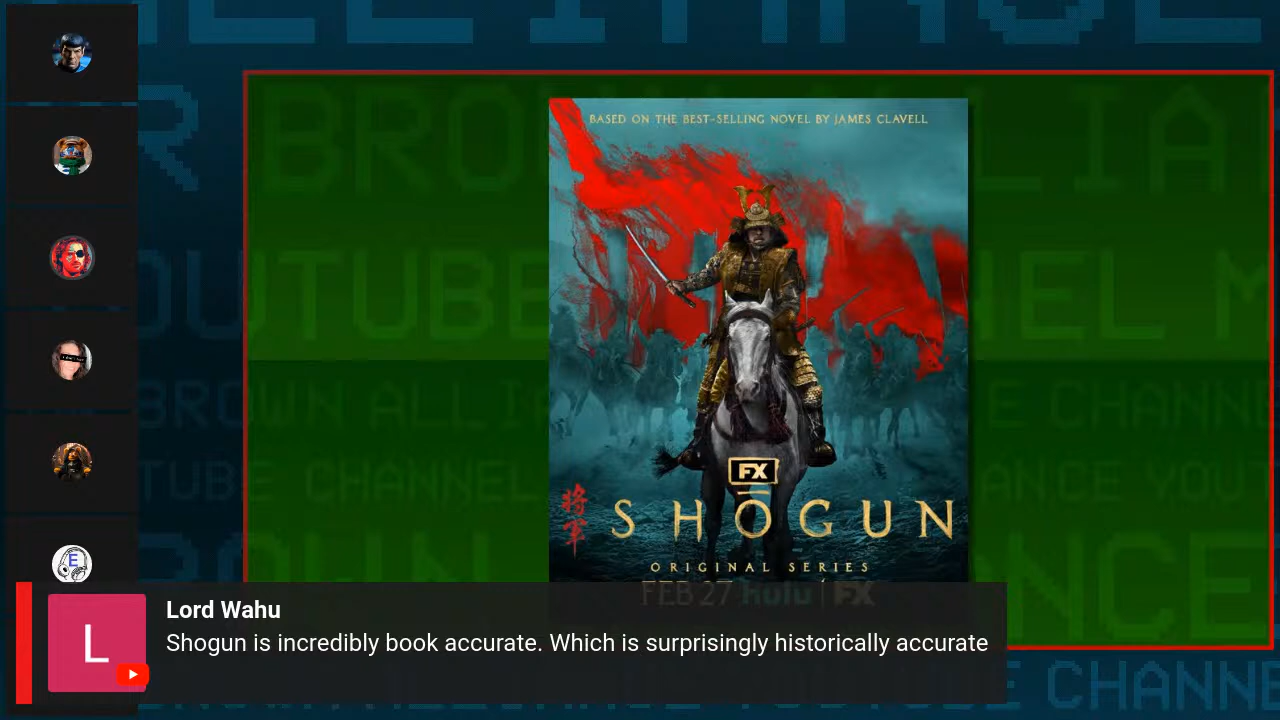 BASED ON THE BEST-SELLING NOVEL BY JAMES CLAVELL
FX
将軍
SHŌGUN
ORIGINAL SERIES
FEB 27 hulu | FX
E
L
Lord Wahu
Shogun is incredibly book accurate. Which is surprisingly historically accurate